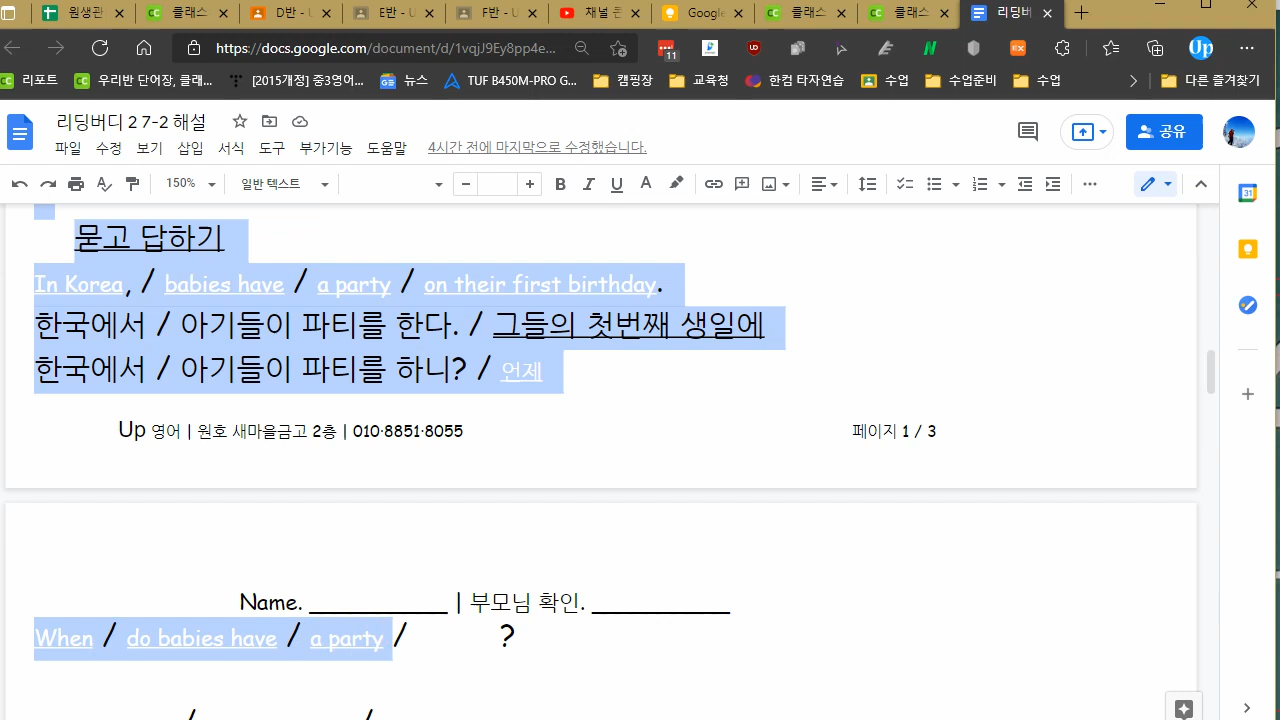 원생관
클래스
D반 - U
E반 - U
F반 - U
채널 콘
Google
클래스
클래스
리딩버
https://docs.google.com/document/d/1vqjJ9Ey8pp4e...
11
Up
리포트
우리반 단어장, 클래...
[2015개정] 중3영어...
뉴스
TUF B450M-PRO G...
캠핑장
교육청
한컴 타자연습
수업
수업준비
수업
다른 즐겨찾기
리딩버디 2 7-2 해설
파일 수정 보기 삽입 서식 도구 부가기능 도움말 4시간 전에 마지막으로 수정했습니다.
공유
150% 일반 텍스트
묻고 답하기
In Korea, / babies have / a party / on their first birthday.
한국에서 / 아기들이 파티를 한다. / 그들의 첫번째 생일에
한국에서 / 아기들이 파티를 하니? / 언제
Up 영어 | 원호 새마을금고 2층 | 010·8851·8055 페이지 1 / 3
Name. ____________ | 부모님 확인. ____________
When / do babies have / a party / ?
/ /